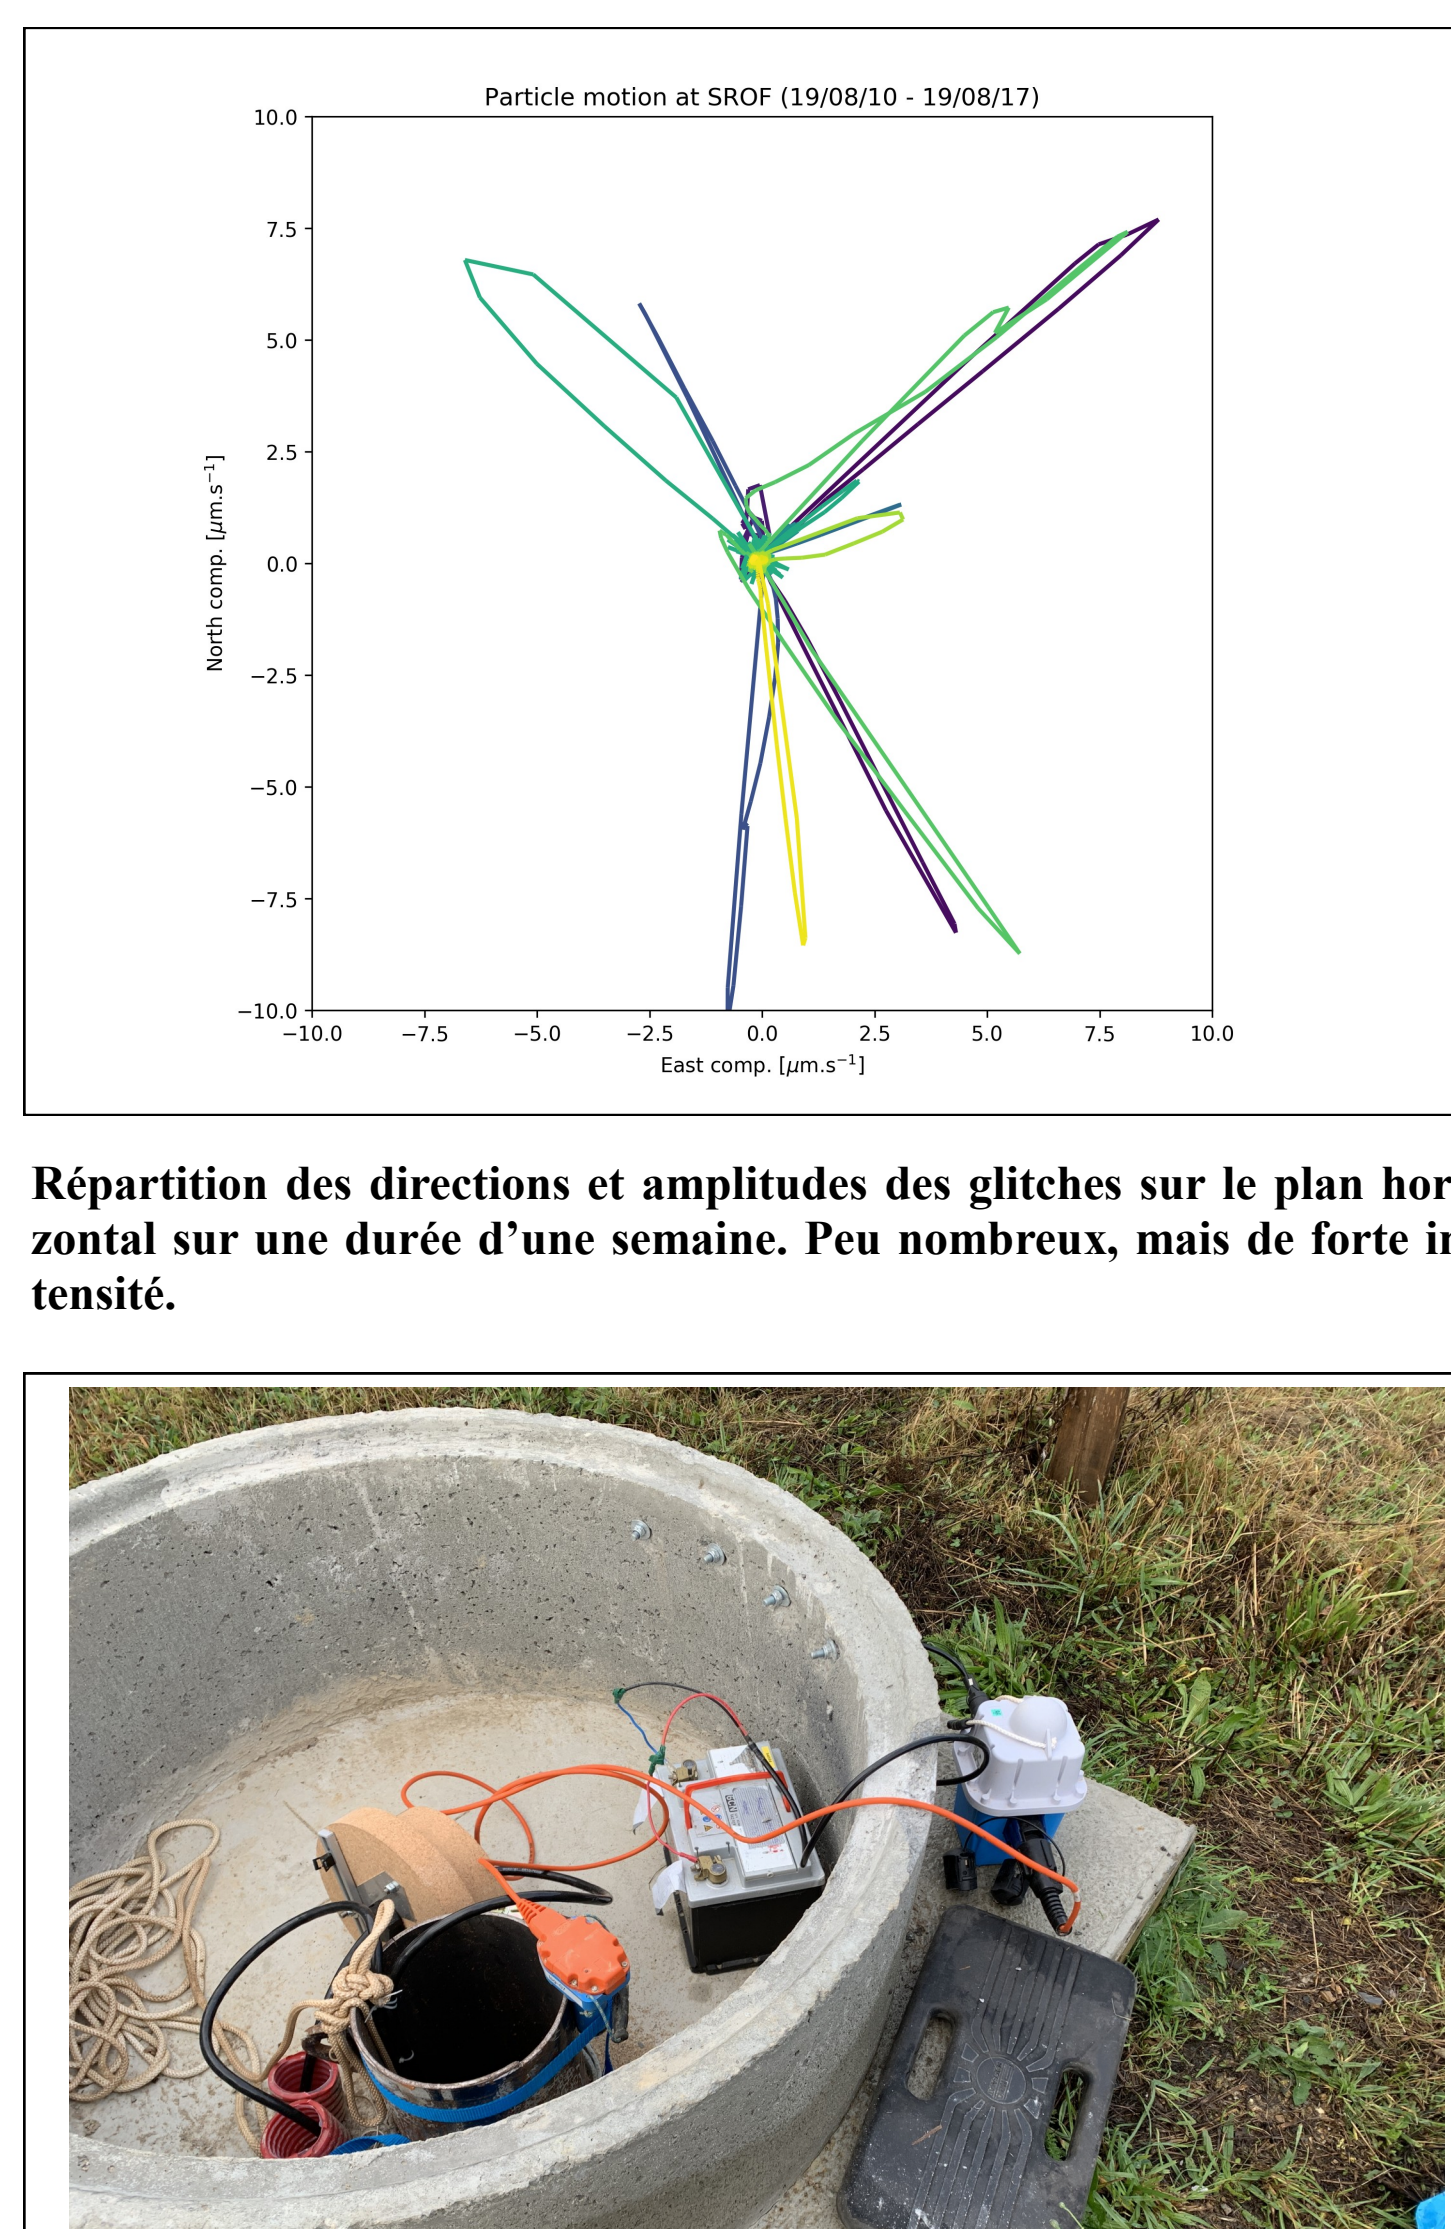 Particle motion at SROF (19/08/10 - 19/08/17)
10.0
7.5
5.0
2.5
0.0
−2.5
−5.0
−7.5
−10.0
North comp. [μm.s⁻¹]
−10.0 −7.5 −5.0 −2.5 0.0 2.5 5.0 7.5 10.0
East comp. [μm.s⁻¹]
Répartition des directions et amplitudes des glitches sur le plan hor
zontal sur une durée d’une semaine. Peu nombreux, mais de forte in
tensité.